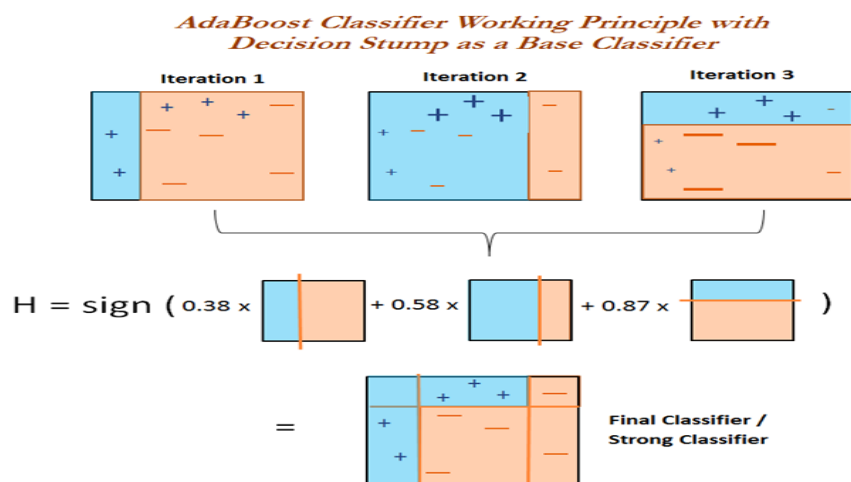 AdaBoost Classifier Working Principle with
Decision Stump as a Base Classifier
Iteration 1
Iteration 2
Iteration 3
H = sign ( 0.38 x + 0.58 x + 0.87 x )
=
Final Classifier /
Strong Classifier